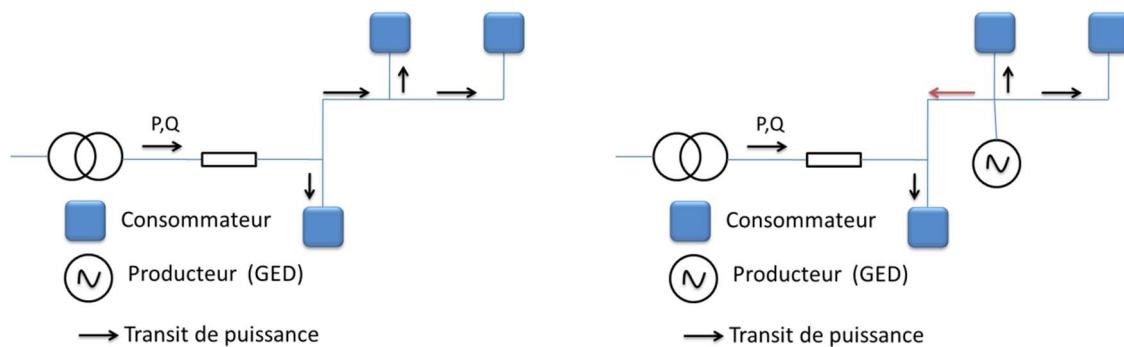 P,Q
Consommateur
Producteur (GED)
Transit de puissance
P,Q
Consommateur
Producteur (GED)
Transit de puissance